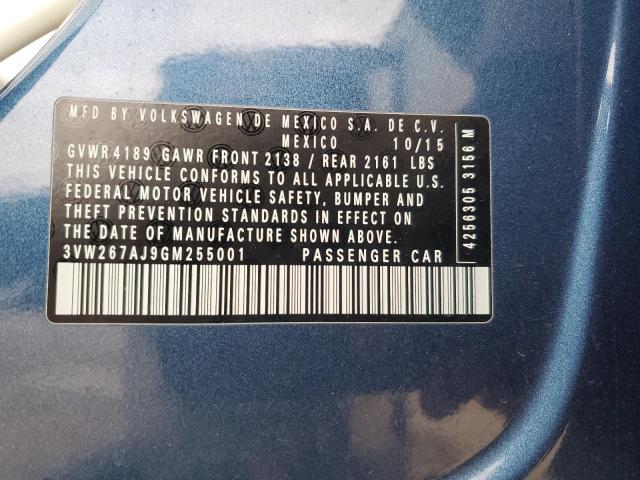 MFD BY VOLKSWAGEN DE MEXICO S.A. DE C.V.
MEXICO 10/15
GVWR 4189 GAWR FRONT 2138 / REAR 2161 LBS
THIS VEHICLE CONFORMS TO ALL APPLICABLE U.S.
FEDERAL MOTOR VEHICLE SAFETY, BUMPER AND
THEFT PREVENTION STANDARDS IN EFFECT ON
THE DATE OF MANUFACTURE SHOWN ABOVE.
3VW267AJ9GM255001 PASSENGER CAR
4256305 3156 M